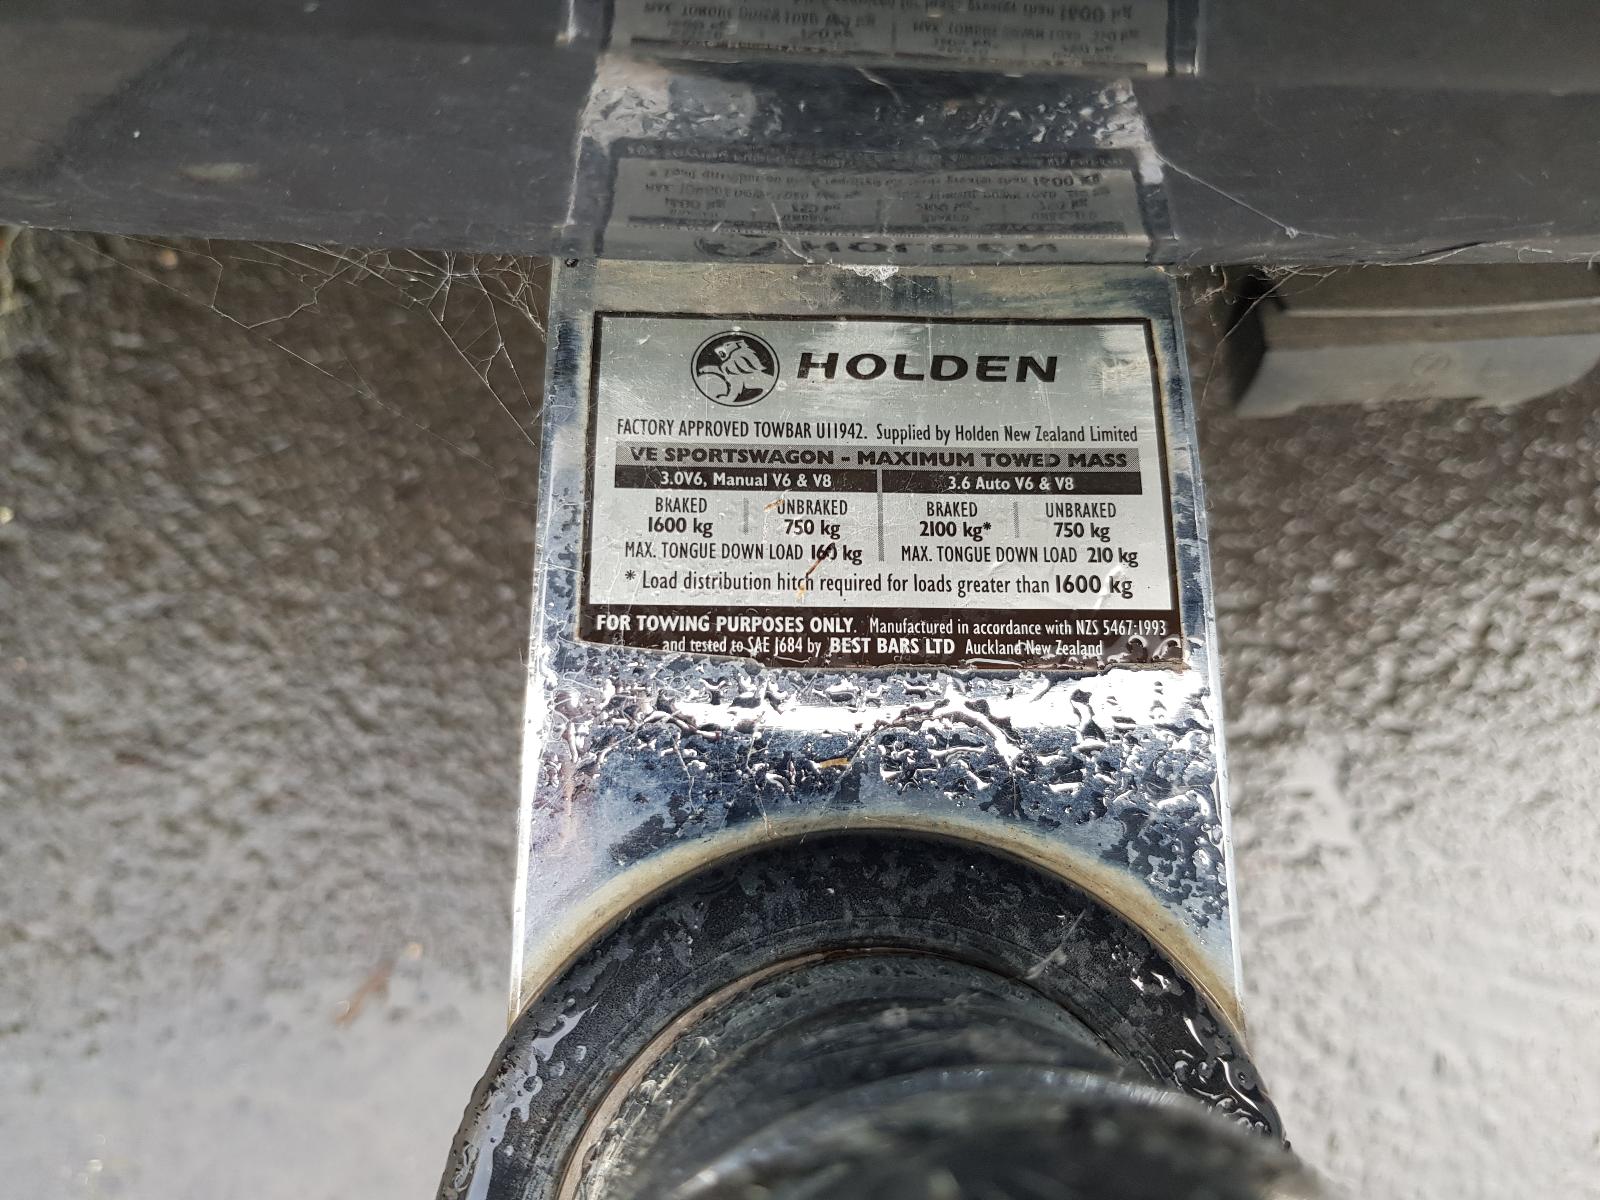 HOLDEN
FACTORY APPROVED TOWBAR U11942. Supplied by Holden New Zealand Limited
VE SPORTSWAGON - MAXIMUM TOWED MASS
3.0V6, Manual V6 & V8 3.6 Auto V6 & V8
BRAKED UNBRAKED BRAKED UNBRAKED
1600 kg 750 kg 2100 kg* 750 kg
MAX. TONGUE DOWN LOAD 160 kg MAX. TONGUE DOWN LOAD 210 kg
* Load distribution hitch required for loads greater than 1600 kg
FOR TOWING PURPOSES ONLY. Manufactured in accordance with NZS 5467:1993
and tested to SAE J684 by BEST BARS LTD Auckland New Zealand